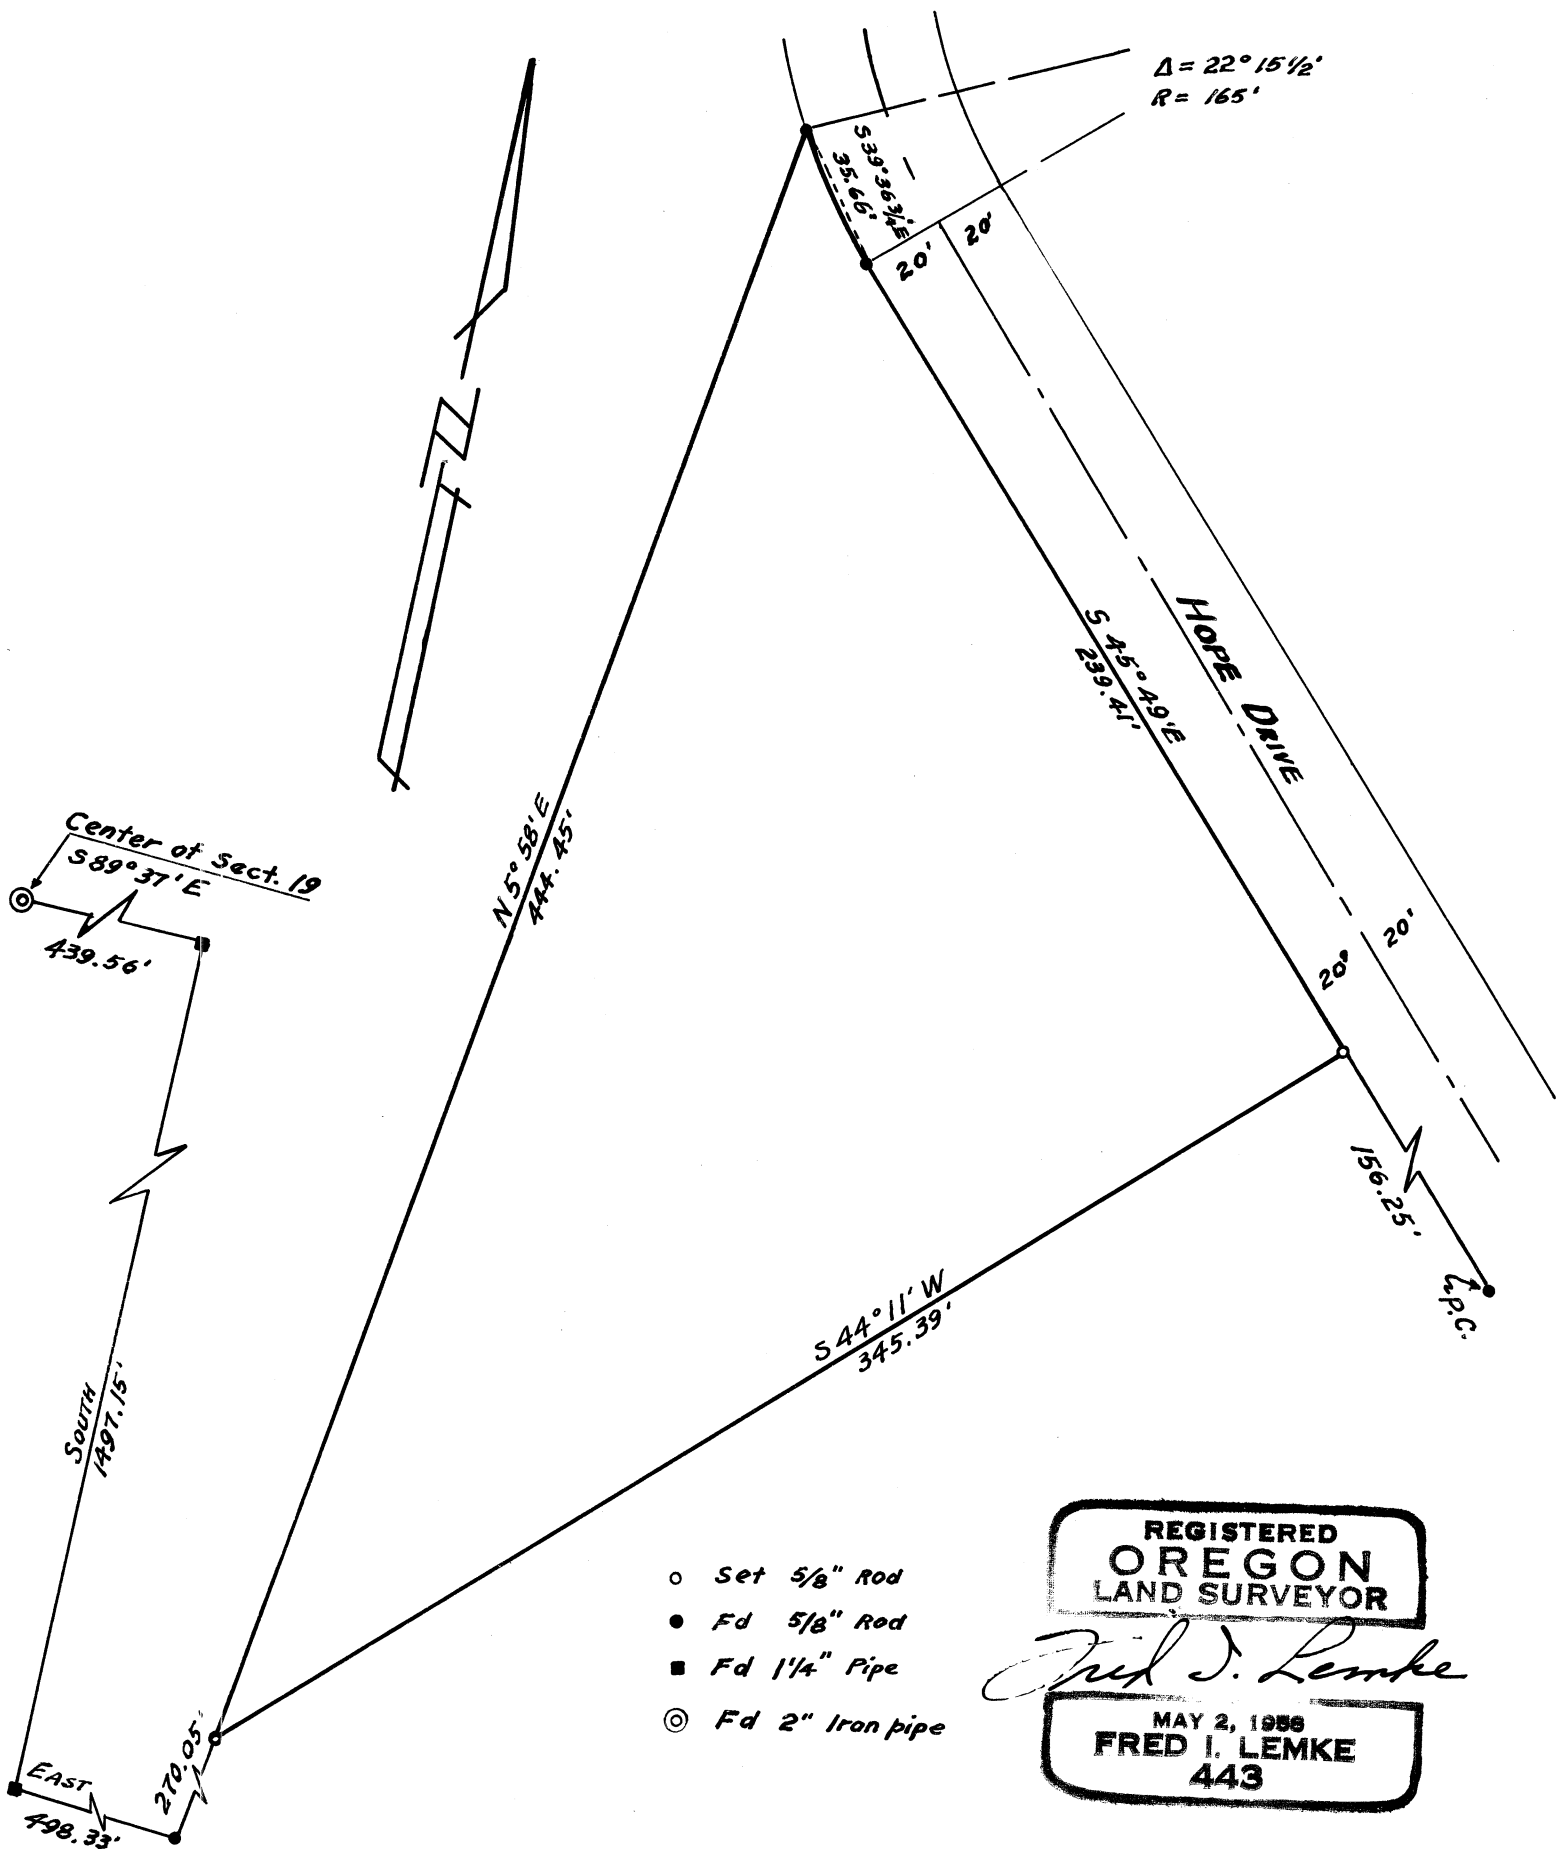 Δ = 22° 15½'
R = 165'
S 39° 36¾' E
35.66'
20'
20'
N
HOPE DRIVE
S 45° 49' E
239.41'
N 5° 58' E
444.45'
Center of Sect. 19
S 89° 37' E
439.56'
20'
20'
156.25'
P.C.
S 44° 11' W
345.39'
SOUTH
1497.15'
270.05'
EAST
498.33'
Set 5/8" Rod
Fd 5/8" Rod
Fd 1¼" Pipe
Fd 2" Iron pipe
REGISTERED
OREGON
LAND SURVEYOR
Fred I. Lemke
MAY 2, 1958
FRED I. LEMKE
443